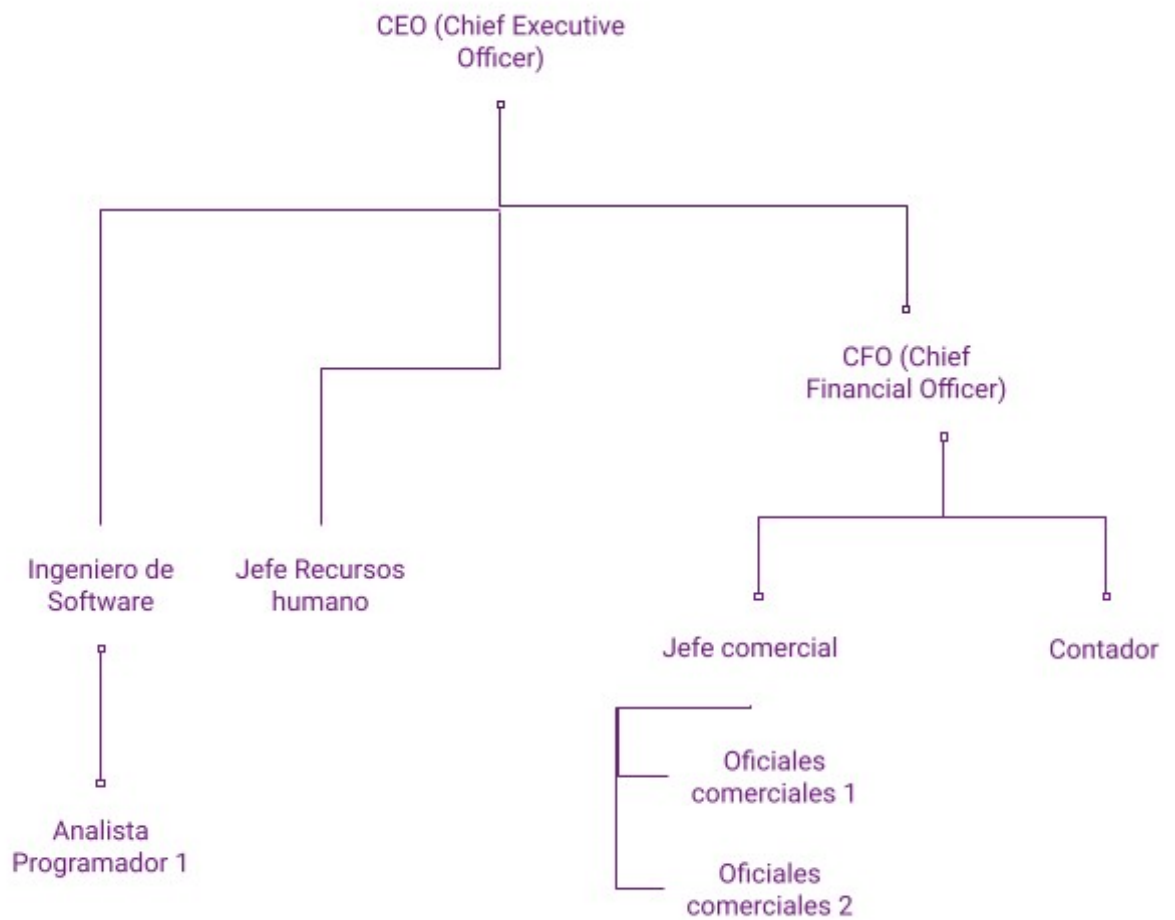 CEO (Chief Executive
Officer)
CFO (Chief
Financial Officer)
Ingeniero de
Software
Jefe Recursos
humano
Jefe comercial
Contador
Oficiales
comerciales 1
Analista
Programador 1
Oficiales
comerciales 2